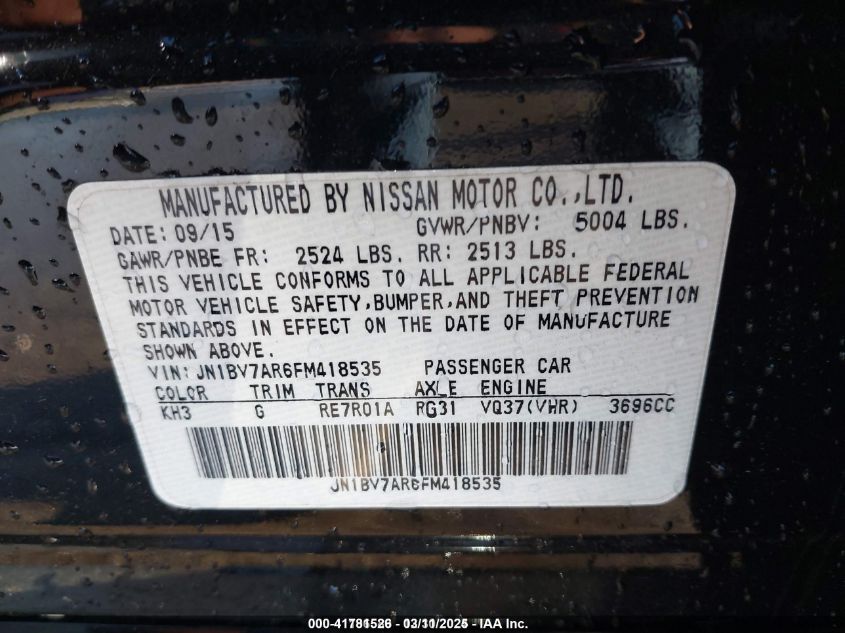 MANUFACTURED BY NISSAN MOTOR CO.,LTD.
DATE: 09/15 GVWR/PNBV: 5004 LBS.
GAWR/PNBE FR: 2524 LBS. RR: 2513 LBS.
THIS VEHICLE CONFORMS TO ALL APPLICABLE FEDERAL
MOTOR VEHICLE SAFETY,BUMPER,AND THEFT PREVENTION
STANDARDS IN EFFECT ON THE DATE OF MANUFACTURE
SHOWN ABOVE.
VIN: JN1BV7AR6FM418535 PASSENGER CAR
COLOR TRIM TRANS AXLE ENGINE
KH3 G RE7R01A RG31 VQ37(VHR) 3696CC
JN1BV7AR6FM418535
000-41781526 - 03/31/2025 - IAA Inc.